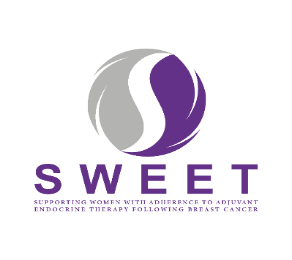 SWEET
SUPPORTING WOMEN WITH ADHERENCE TO ADJUVANT
ENDOCRINE THERAPY FOLLOWING BREAST CANCER